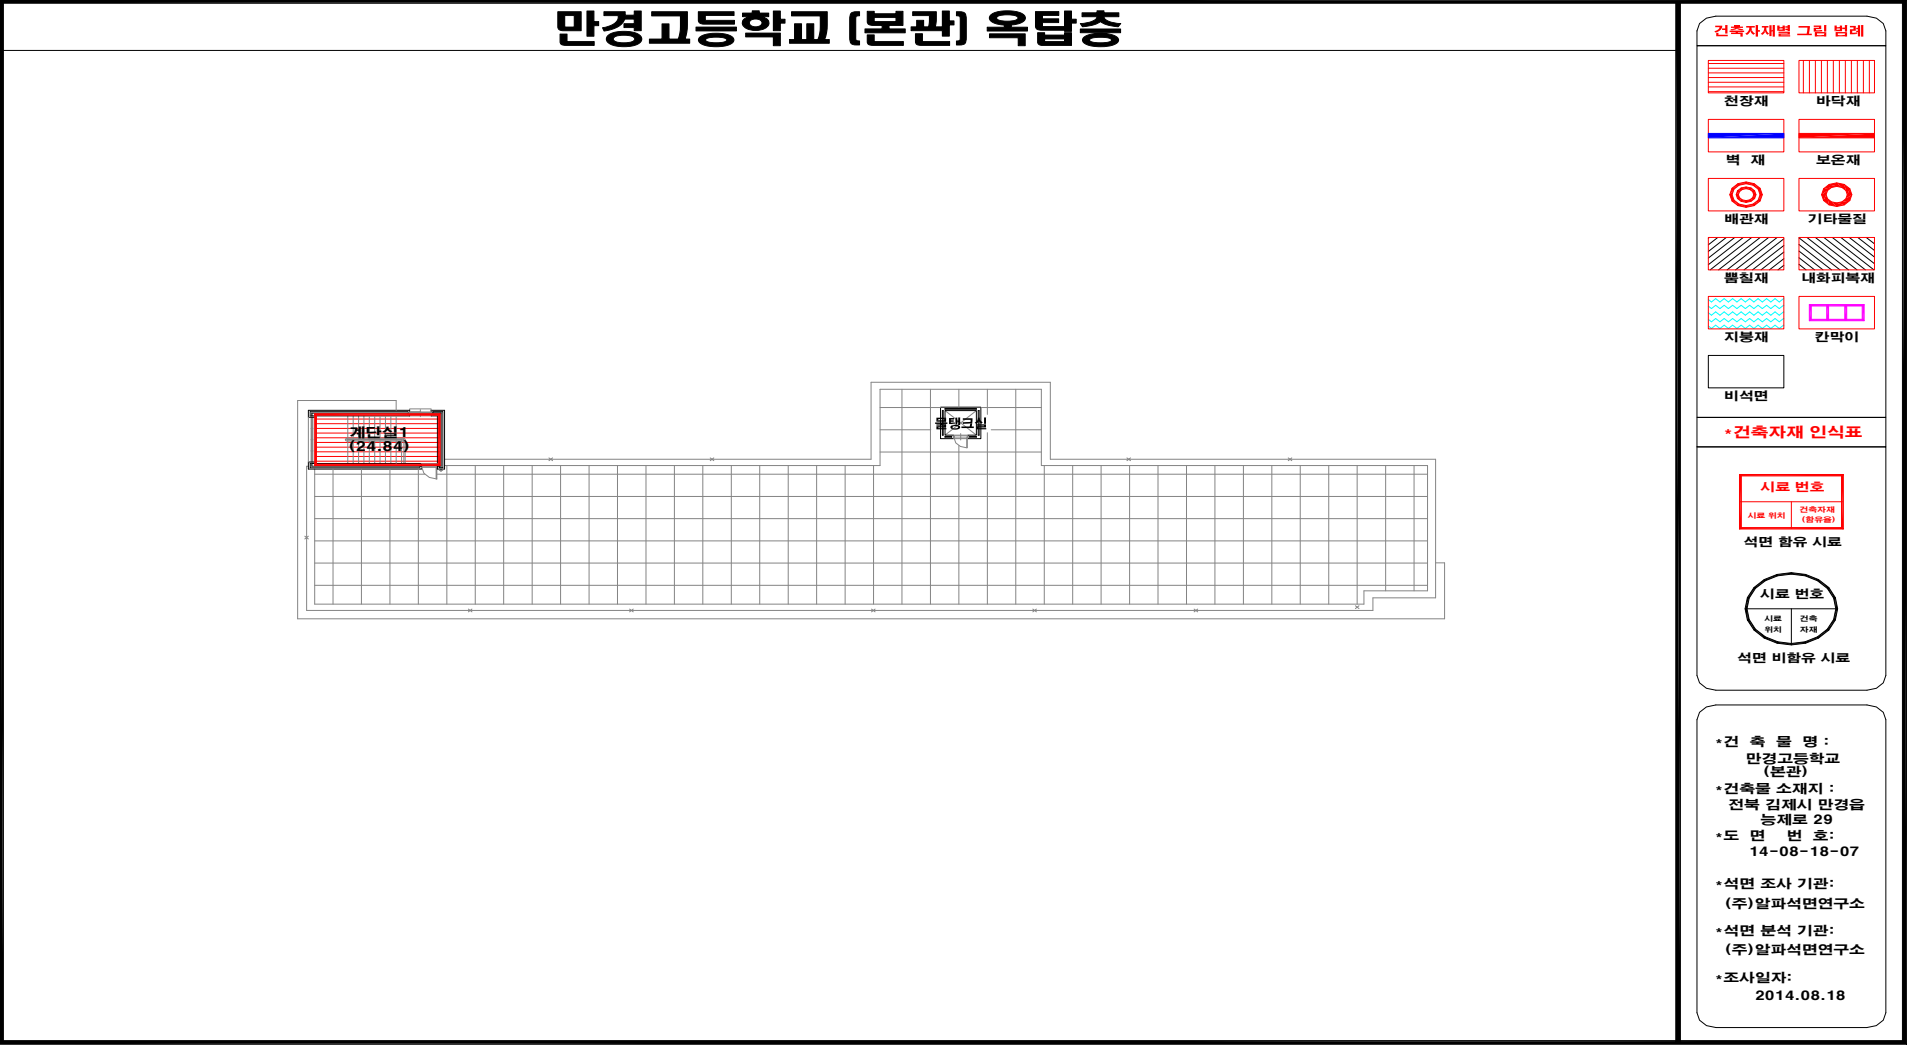 만경고등학교 (본관) 옥탑층
계단실1
(24.84)
물탱크실
건축자재별 그림 범례
천장재 바닥재
벽 재 보온재
배관재 기타물질
뿜칠재 내화피복재
지붕재 칸막이
비석면
*건축자재 인식표
시료 번호
시료 위치 건축자재
(함유율)
석면 함유 시료
시료 번호
시료 건축
위치 자재
석면 비함유 시료
*건 축 물 명 :
만경고등학교
(본관)
*건축물 소재지 :
전북 김제시 만경읍
능제로 29
*도 면 번 호:
14-08-18-07
*석면 조사 기관:
(주)알파석면연구소
*석면 분석 기관:
(주)알파석면연구소
*조사일자:
2014.08.18